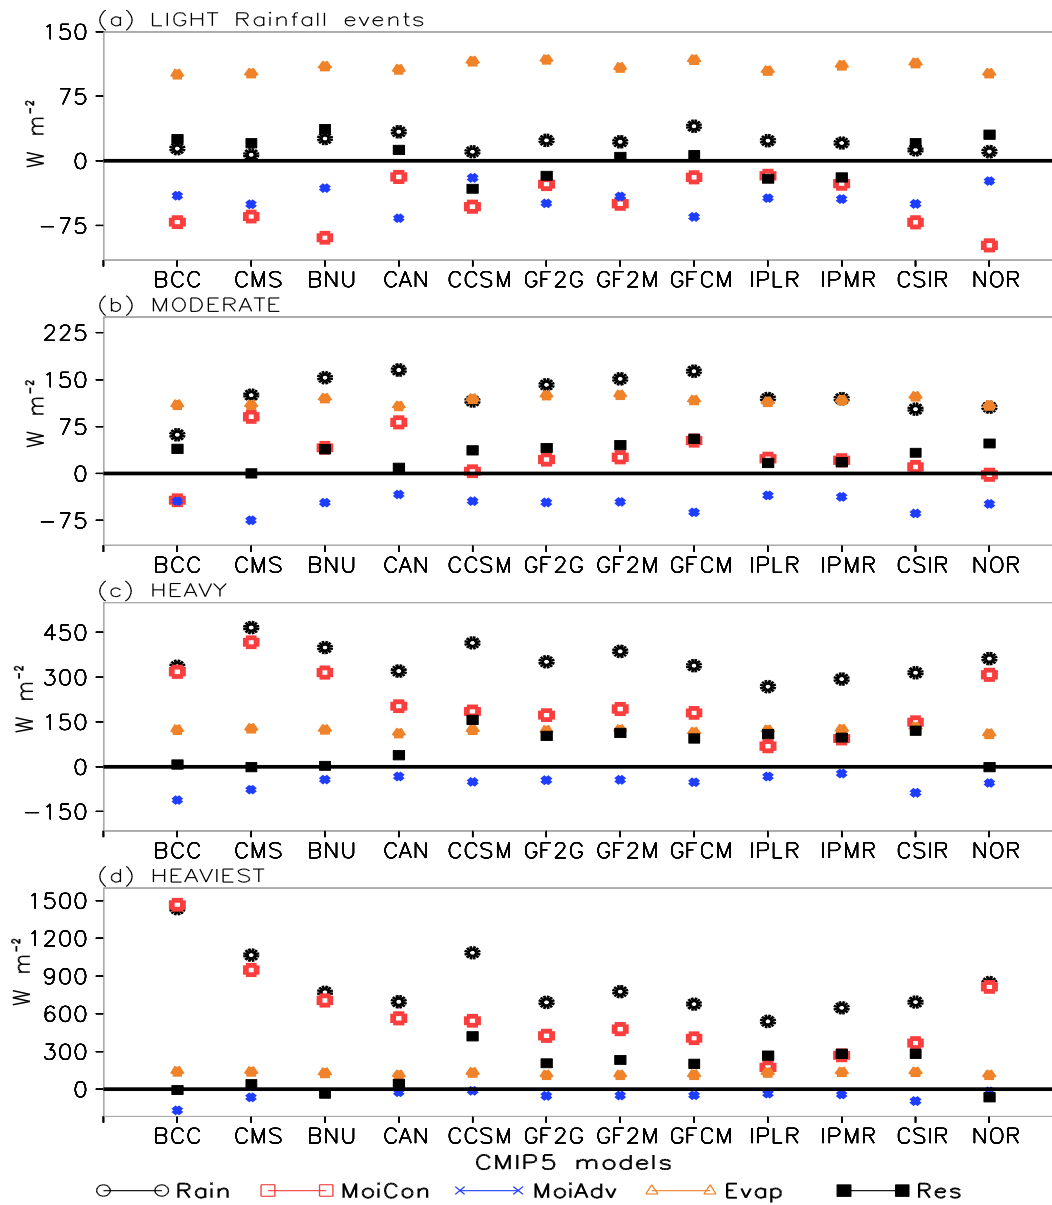 (a) LIGHT Rainfall events
150
75
0
−75
W m⁻²
BCC CMS BNU CAN CCSM GF2G GF2M GFCM IPLR IPMR CSIR NOR
(b) MODERATE
225
150
75
0
−75
W m⁻²
BCC CMS BNU CAN CCSM GF2G GF2M GFCM IPLR IPMR CSIR NOR
(c) HEAVY
450
300
150
0
−150
W m⁻²
BCC CMS BNU CAN CCSM GF2G GF2M GFCM IPLR IPMR CSIR NOR
(d) HEAVIEST
1500
1200
900
600
300
0
W m⁻²
BCC CMS BNU CAN CCSM GF2G GF2M GFCM IPLR IPMR CSIR NOR
CMIP5 models
Rain MoiCon MoiAdv Evap Res